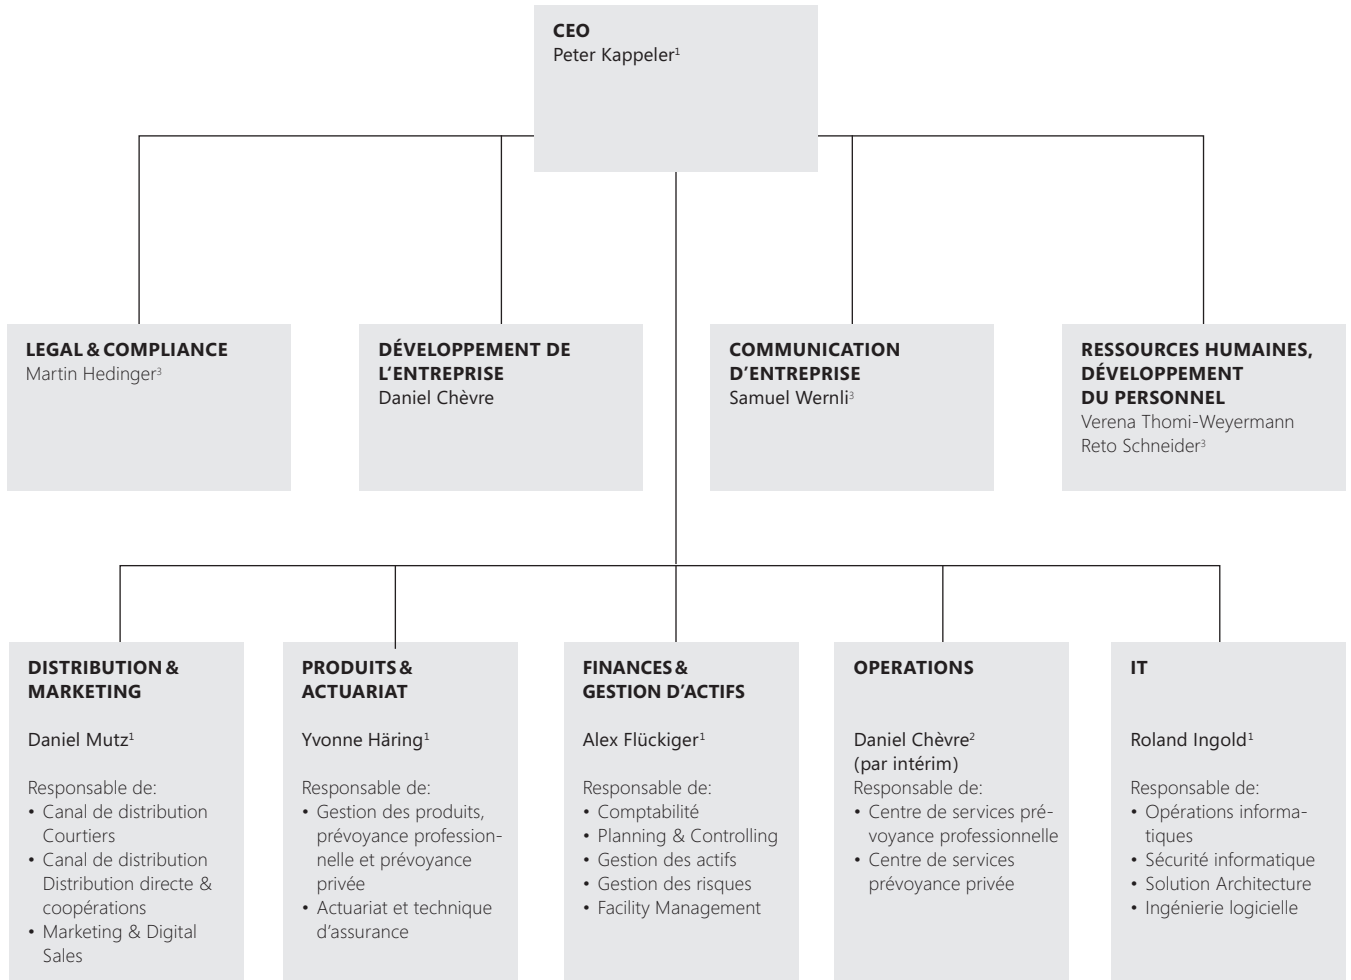 CEO
Peter Kappeler¹
LEGAL & COMPLIANCE
Martin Hedinger³
DÉVELOPPEMENT DE
L'ENTREPRISE
Daniel Chèvre
COMMUNICATION
D'ENTREPRISE
Samuel Wernli³
RESSOURCES HUMAINES,
DÉVELOPPEMENT
DU PERSONNEL
Verena Thomi-Weyermann
Reto Schneider³
DISTRIBUTION &
MARKETING
Daniel Mutz¹
Responsable de:
• Canal de distribution
Courtiers
• Canal de distribution
Distribution directe &
coopérations
• Marketing & Digital
Sales
PRODUITS &
ACTUARIAT
Yvonne Häring¹
Responsable de:
• Gestion des produits,
prévoyance profession-
nelle et prévoyance
privée
• Actuariat et technique
d'assurance
FINANCES &
GESTION D'ACTIFS
Alex Flückiger¹
Responsable de:
• Comptabilité
• Planning & Controlling
• Gestion des actifs
• Gestion des risques
• Facility Management
OPERATIONS
Daniel Chèvre²
(par intérim)
Responsable de:
• Centre de services pré-
voyance professionnelle
• Centre de services
prévoyance privée
IT
Roland Ingold¹
Responsable de:
• Opérations informa-
tiques
• Sécurité informatique
• Solution Architecture
• Ingénierie logicielle